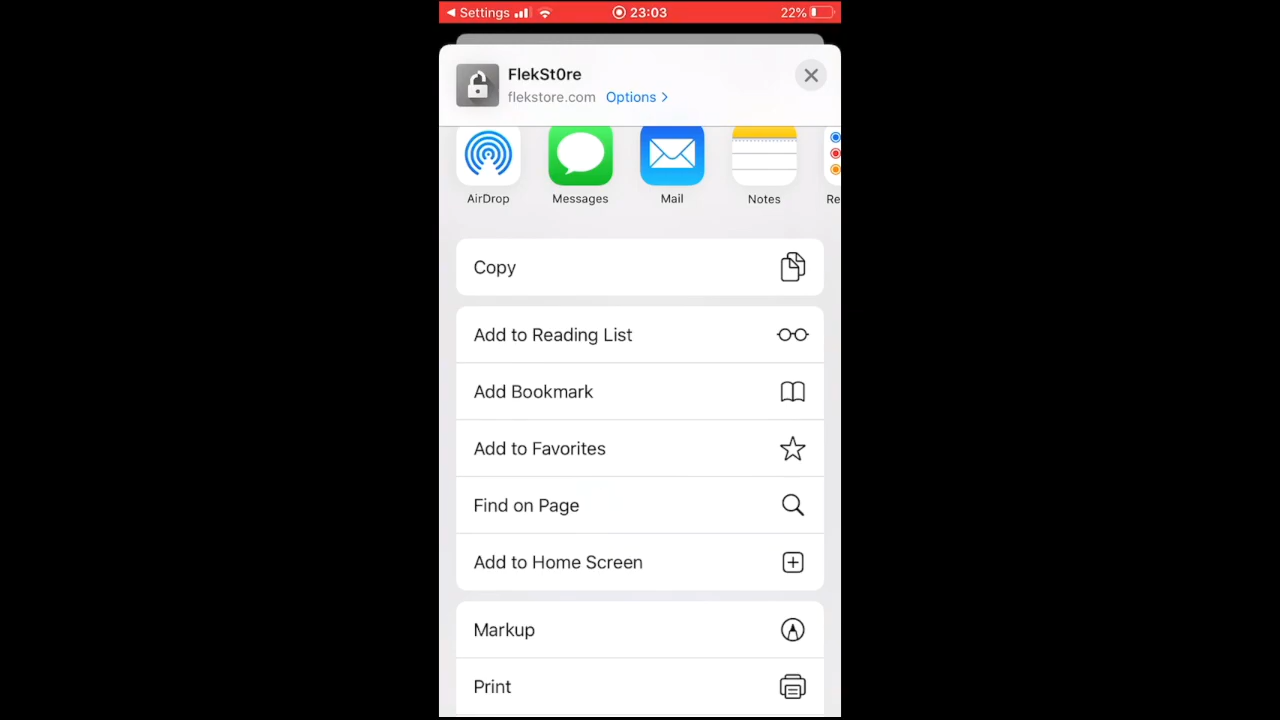 ◀ Settings 23:03 22%
FlekSt0re
flekstore.com Options >
AirDrop Messages Mail Notes Re
Copy
Add to Reading List
Add Bookmark
Add to Favorites
Find on Page
Add to Home Screen
Markup
Print